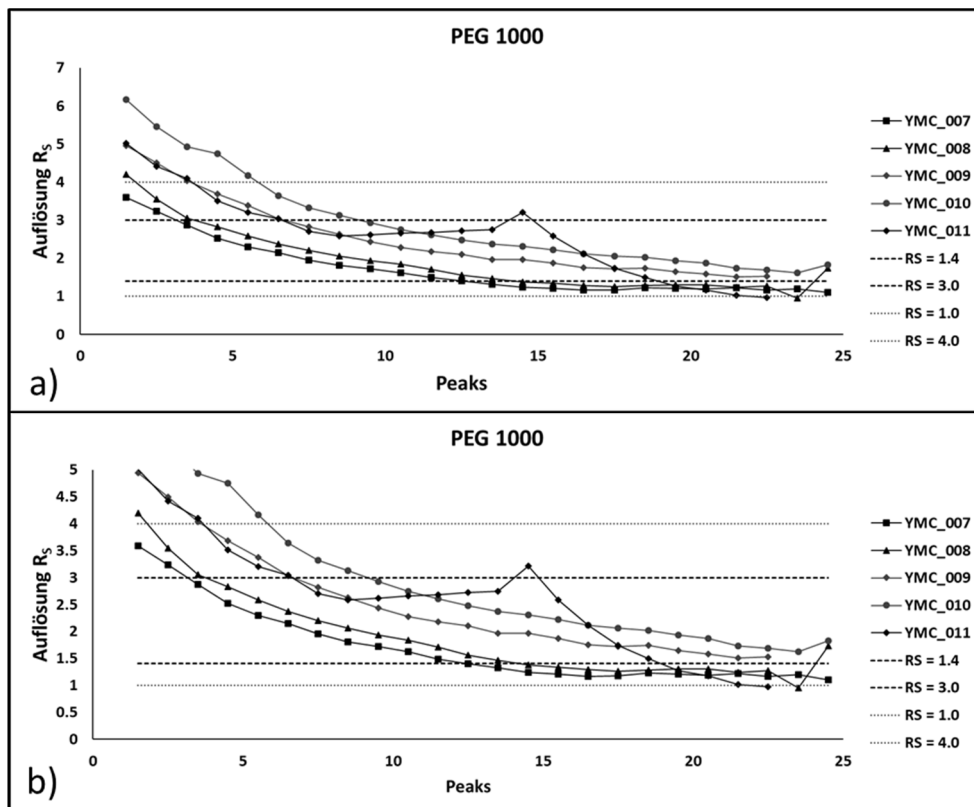 PEG 1000
7
6
5
4
3
2
1
0
Auflösung RS
0 5 10 15 20 25
Peaks
YMC_007
YMC_008
YMC_009
YMC_010
YMC_011
RS = 1.4
RS = 3.0
RS = 1.0
RS = 4.0
a)
PEG 1000
5
4.5
4
3.5
3
2.5
2
1.5
1
0.5
0
Auflösung RS
0 5 10 15 20 25
Peaks
YMC_007
YMC_008
YMC_009
YMC_010
YMC_011
RS = 1.4
RS = 3.0
RS = 1.0
RS = 4.0
b)